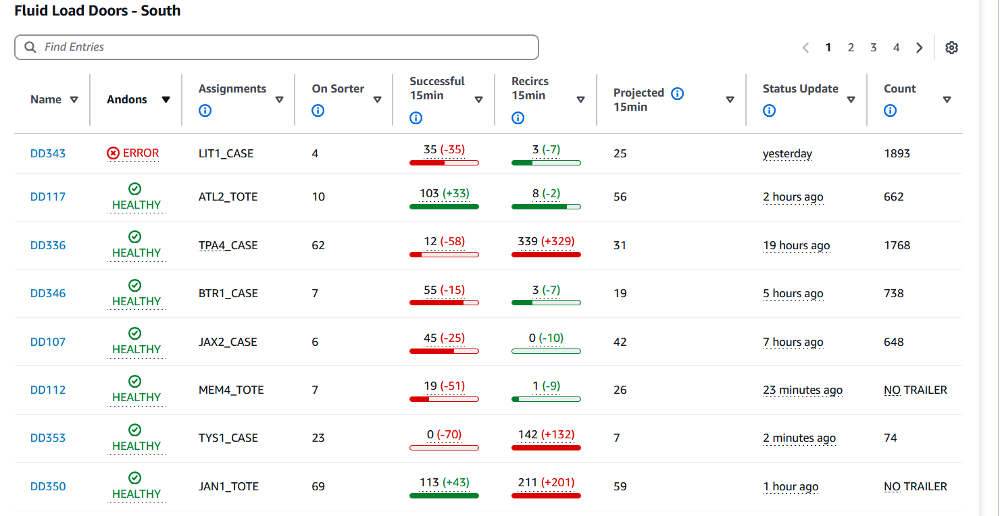 Fluid Load Doors - South
Find Entries
1 2 3 4
Name Andons Assignments On Sorter Successful 15min Recircs 15min Projected 15min Status Update Count
DD343 ERROR LIT1_CASE 4 35 (-35) 3 (-7) 25 yesterday 1893
DD117 HEALTHY ATL2_TOTE 10 103 (+33) 8 (-2) 56 2 hours ago 662
DD336 HEALTHY TPA4_CASE 62 12 (-58) 339 (+329) 31 19 hours ago 1768
DD346 HEALTHY BTR1_CASE 7 55 (-15) 3 (-7) 19 5 hours ago 738
DD107 HEALTHY JAX2_CASE 6 45 (-25) 0 (-10) 42 7 hours ago 648
DD112 HEALTHY MEM4_TOTE 7 19 (-51) 1 (-9) 26 23 minutes ago NO TRAILER
DD353 HEALTHY TYS1_CASE 23 0 (-70) 142 (+132) 7 2 minutes ago 74
DD350 HEALTHY JAN1_TOTE 69 113 (+43) 211 (+201) 59 1 hour ago NO TRAILER